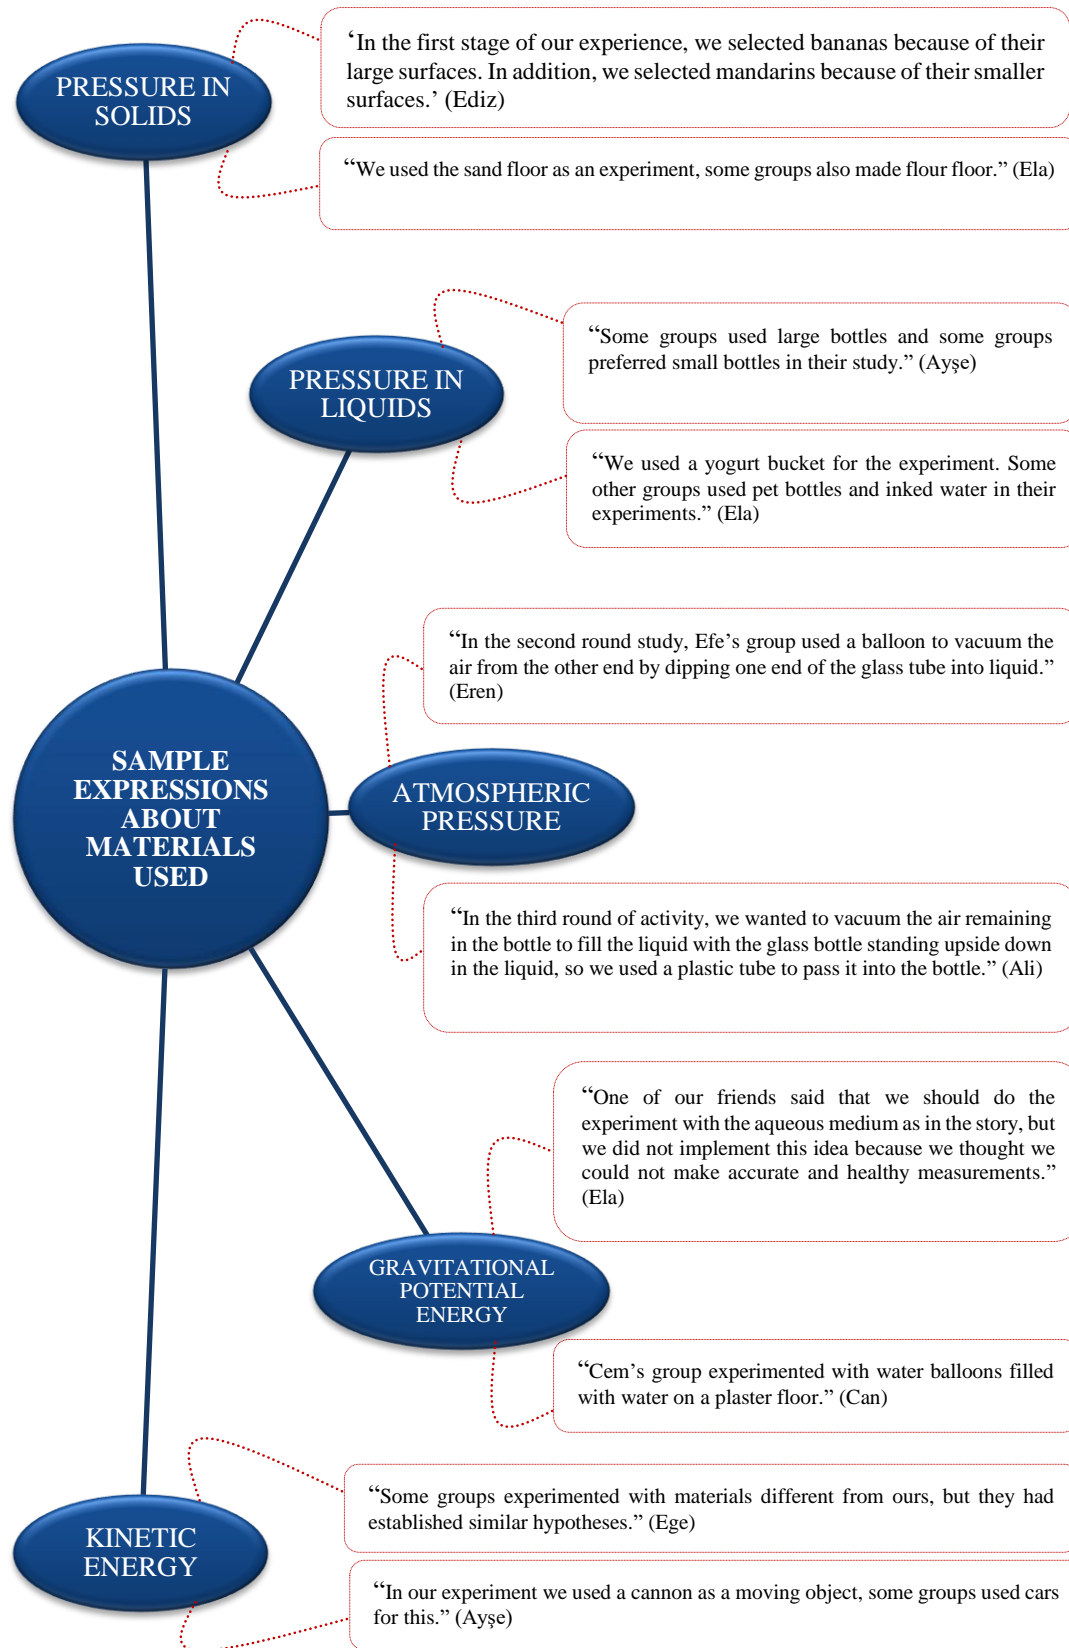 PRESSURE IN
SOLIDS
‘In the first stage of our experience, we selected bananas because of their
large surfaces. In addition, we selected mandarins because of their smaller
surfaces.’ (Ediz)
“We used the sand floor as an experiment, some groups also made flour floor.” (Ela)
PRESSURE IN
LIQUIDS
“Some groups used large bottles and some groups
preferred small bottles in their study.” (Ayşe)
“We used a yogurt bucket for the experiment. Some
other groups used pet bottles and inked water in their
experiments.” (Ela)
SAMPLE
EXPRESSIONS
ABOUT
MATERIALS
USED
“In the second round study, Efe’s group used a balloon to vacuum the
air from the other end by dipping one end of the glass tube into liquid.”
(Eren)
ATMOSPHERIC
PRESSURE
“In the third round of activity, we wanted to vacuum the air remaining
in the bottle to fill the liquid with the glass bottle standing upside down
in the liquid, so we used a plastic tube to pass it into the bottle.” (Ali)
“One of our friends said that we should do the
experiment with the aqueous medium as in the story, but
we did not implement this idea because we thought we
could not make accurate and healthy measurements.”
(Ela)
GRAVITATIONAL
POTENTIAL
ENERGY
“Cem’s group experimented with water balloons filled
with water on a plaster floor.” (Can)
KINETIC
ENERGY
“Some groups experimented with materials different from ours, but they had
established similar hypotheses.” (Ege)
“In our experiment we used a cannon as a moving object, some groups used cars
for this.” (Ayşe)